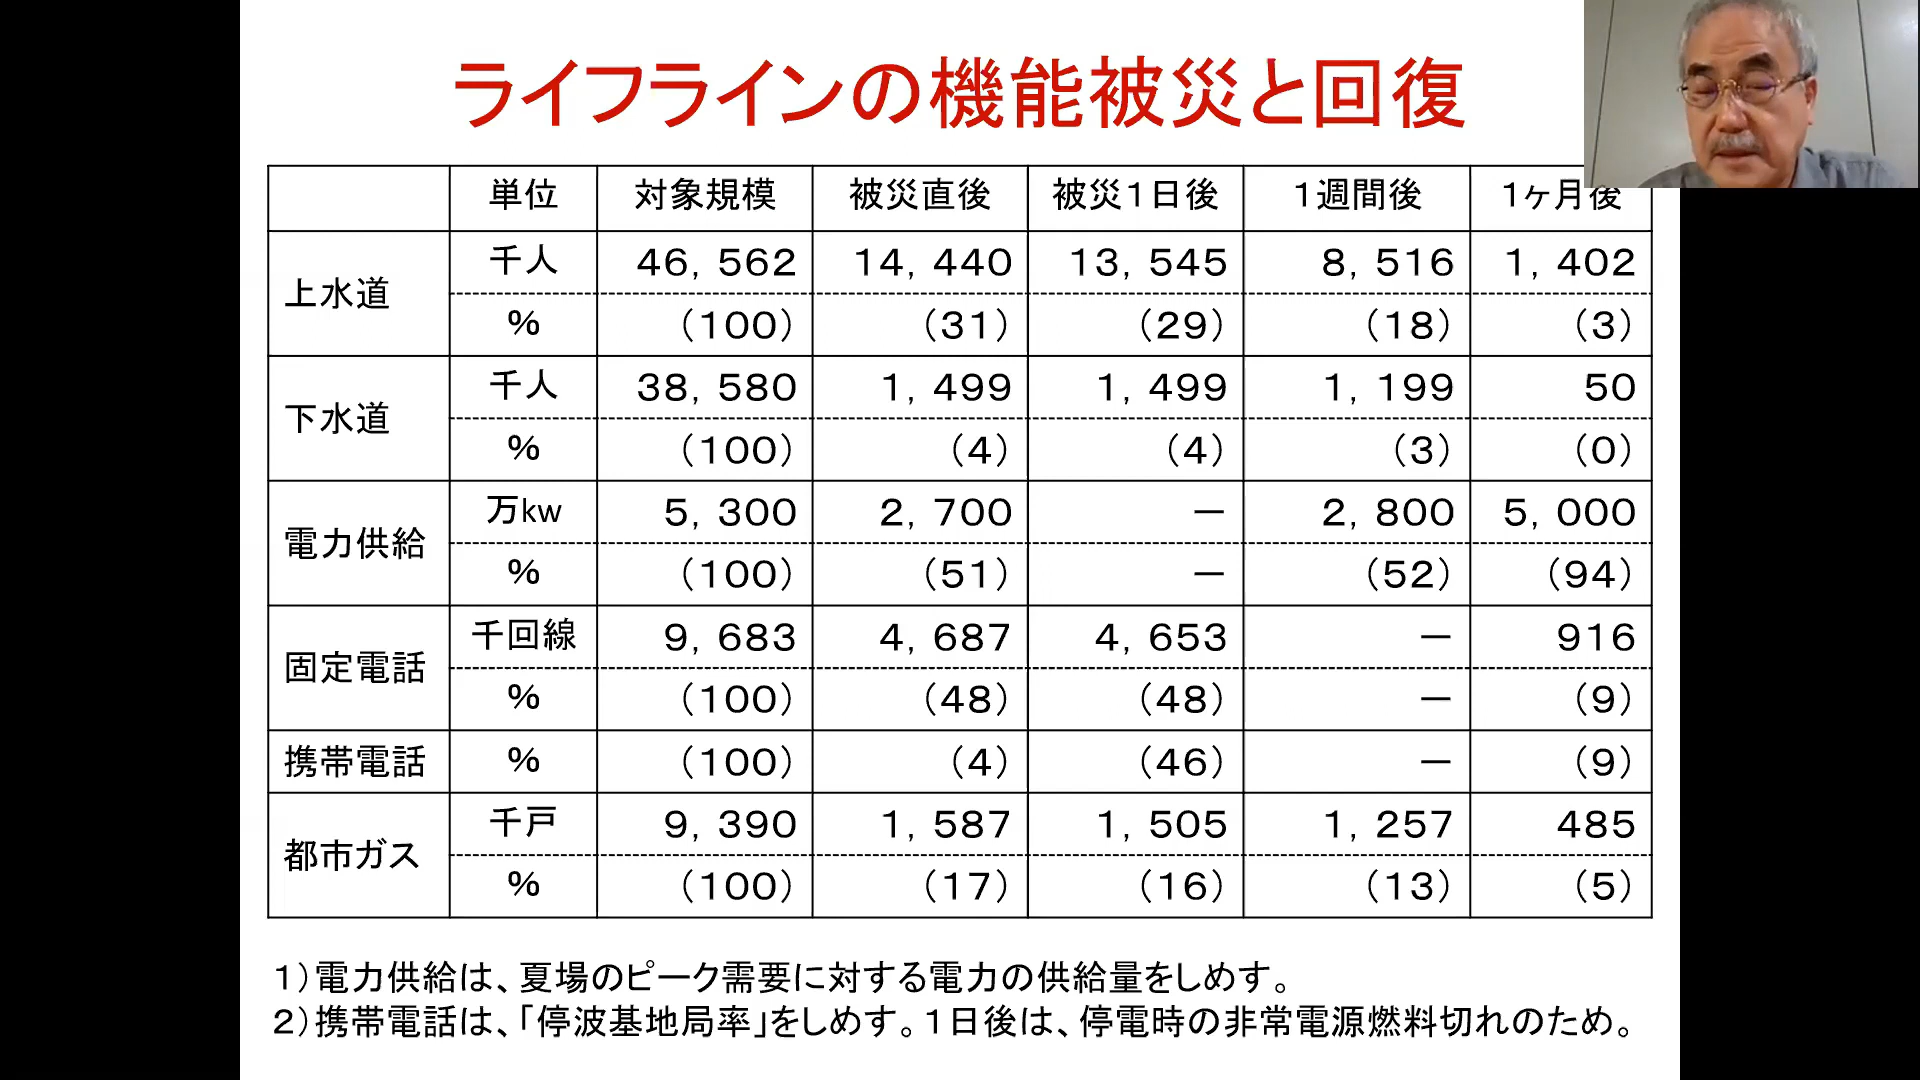 ライフラインの機能被災と回復
単位 対象規模 被災直後 被災1日後 1週間後 1ヶ月後
上水道 千人 46,562 14,440 13,545 8,516 1,402
% (100) (31) (29) (18) (3)
下水道 千人 38,580 1,499 1,499 1,199 50
% (100) (4) (4) (3) (0)
電力供給 万kw 5,300 2,700 － 2,800 5,000
% (100) (51) － (52) (94)
固定電話 千回線 9,683 4,687 4,653 － 916
% (100) (48) (48) － (9)
携帯電話 % (100) (4) (46) － (9)
都市ガス 千戸 9,390 1,587 1,505 1,257 485
% (100) (17) (16) (13) (5)
1)電力供給は、夏場のピーク需要に対する電力の供給量をしめす。
2)携帯電話は、「停波基地局率」をしめす。1日後は、停電時の非常電源燃料切れのため。